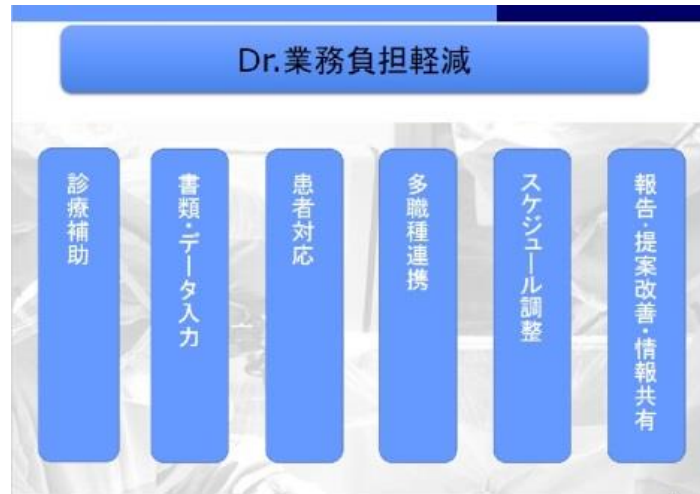 Dr.業務負担軽減
診療補助
書類・データ入力
患者対応
多職種連携
スケジュール調整
報告・提案改善・情報共有